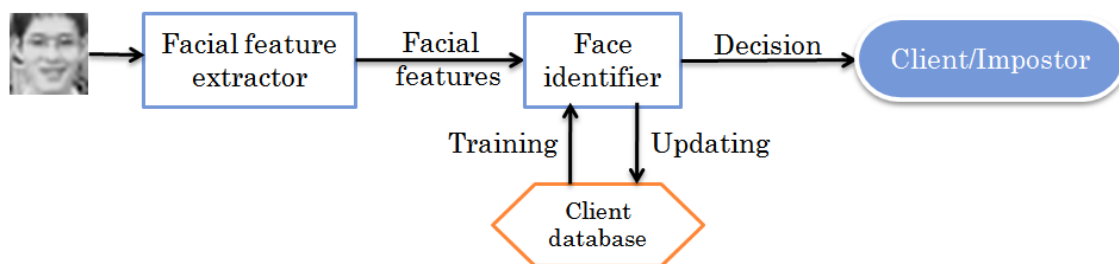 Facial feature
extractor
Facial
features
Face
identifier
Decision
Client/Impostor
Training
Updating
Client
database